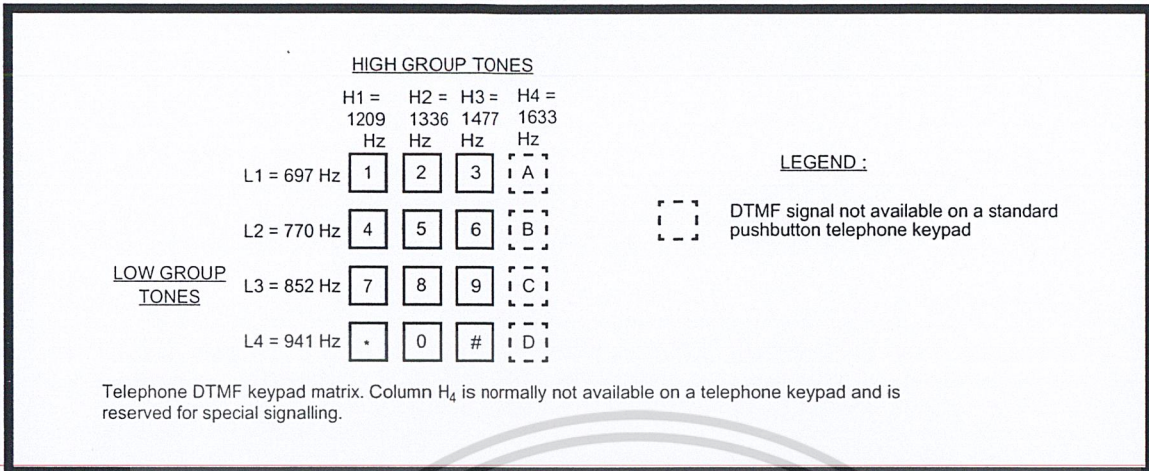 HIGH GROUP TONES
H1 = H2 = H3 = H4 =
1209 1336 1477 1633
Hz Hz Hz Hz
L1 = 697 Hz 1 2 3 A
LEGEND :
DTMF signal not available on a standard
pushbutton telephone keypad
L2 = 770 Hz 4 5 6 B
LOW GROUP
TONES
L3 = 852 Hz 7 8 9 C
L4 = 941 Hz * 0 # D
Telephone DTMF keypad matrix. Column H₄ is normally not available on a telephone keypad and is
reserved for special signalling.